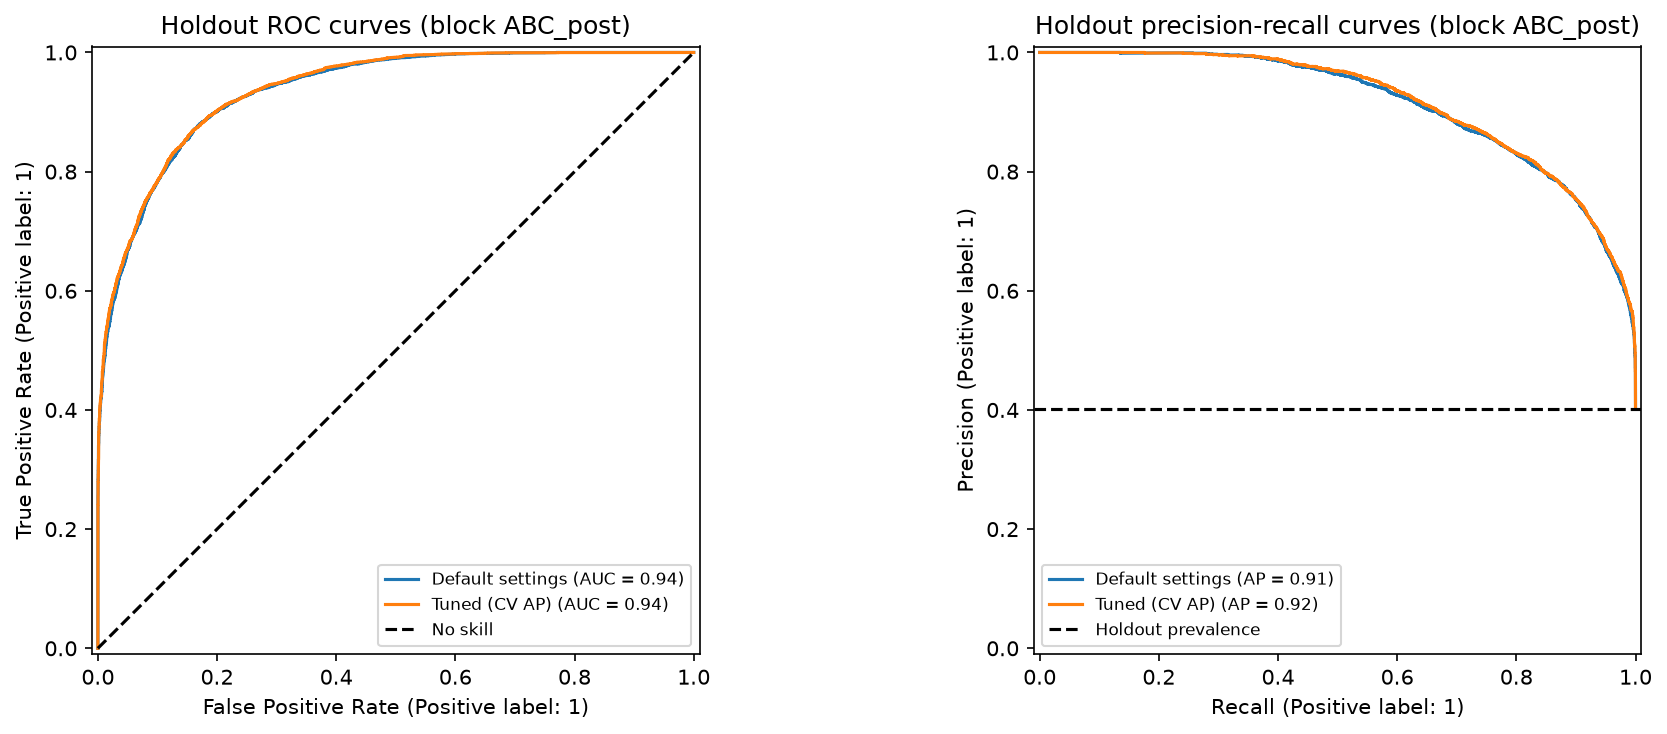 Holdout ROC curves (block ABC_post)
True Positive Rate (Positive label: 1)
1.0
0.8
0.6
0.4
0.2
0.0
0.0 0.2 0.4 0.6 0.8 1.0
False Positive Rate (Positive label: 1)
Default settings (AUC = 0.94)
Tuned (CV AP) (AUC = 0.94)
No skill
Holdout precision-recall curves (block ABC_post)
Precision (Positive label: 1)
1.0
0.8
0.6
0.4
0.2
0.0
0.0 0.2 0.4 0.6 0.8 1.0
Recall (Positive label: 1)
Default settings (AP = 0.91)
Tuned (CV AP) (AP = 0.92)
Holdout prevalence